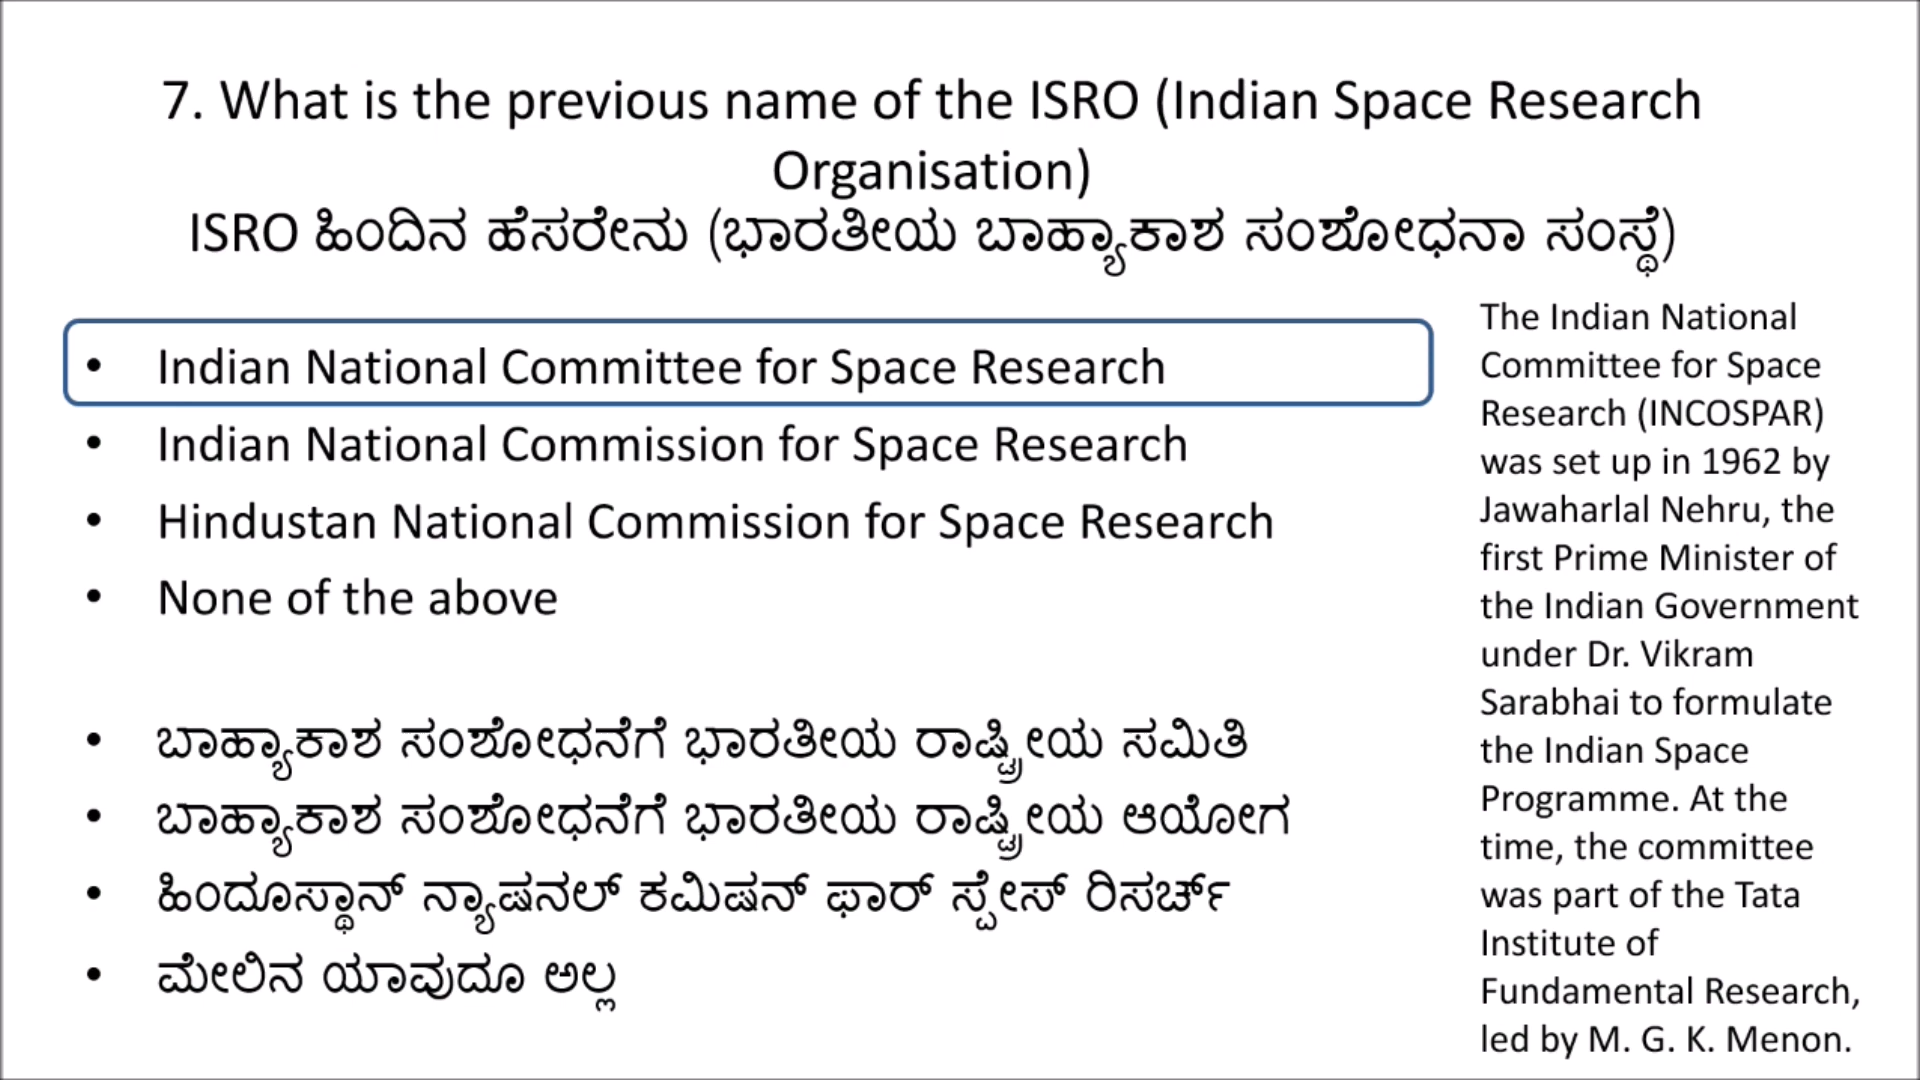 7. What is the previous name of the ISRO (Indian Space Research
Organisation)
ISRO ಹಿಂದಿನ ಹೆಸರೇನು (ಭಾರತೀಯ ಬಾಹ್ಯಾಕಾಶ ಸಂಶೋಧನಾ ಸಂಸ್ಥೆ)
• Indian National Committee for Space Research
• Indian National Commission for Space Research
• Hindustan National Commission for Space Research
• None of the above
• ಬಾಹ್ಯಾಕಾಶ ಸಂಶೋಧನೆಗೆ ಭಾರತೀಯ ರಾಷ್ಟ್ರೀಯ ಸಮಿತಿ
• ಬಾಹ್ಯಾಕಾಶ ಸಂಶೋಧನೆಗೆ ಭಾರತೀಯ ರಾಷ್ಟ್ರೀಯ ಆಯೋಗ
• ಹಿಂದೂಸ್ಥಾನ್ ನ್ಯಾಷನಲ್ ಕಮಿಷನ್ ಫಾರ್ ಸ್ಪೇಸ್ ರಿಸರ್ಚ್
• ಮೇಲಿನ ಯಾವುದೂ ಅಲ್ಲ
The Indian National
Committee for Space
Research (INCOSPAR)
was set up in 1962 by
Jawaharlal Nehru, the
first Prime Minister of
the Indian Government
under Dr. Vikram
Sarabhai to formulate
the Indian Space
Programme. At the
time, the committee
was part of the Tata
Institute of
Fundamental Research,
led by M. G. K. Menon.